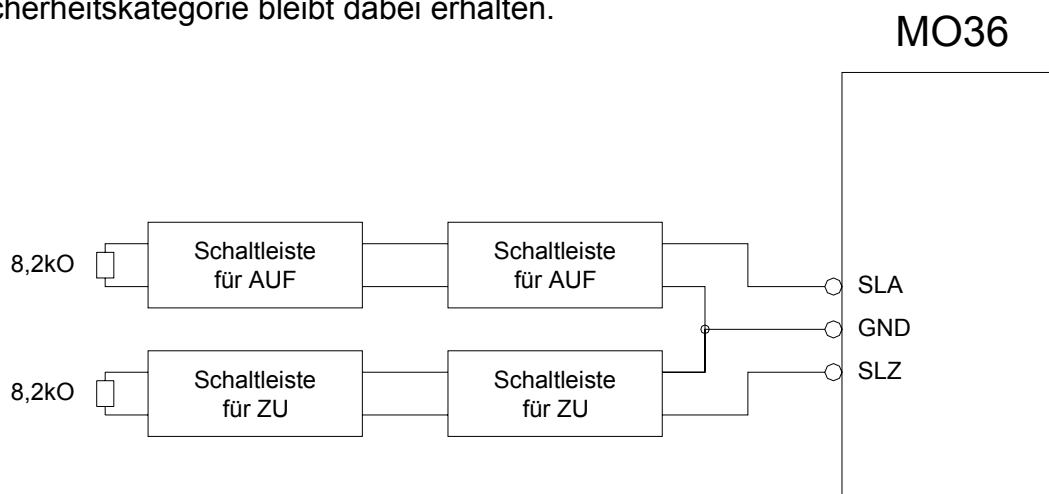 cherheitskategorie bleibt dabei erhalten.
MO36
8,2kO
Schaltleiste
für AUF
Schaltleiste
für AUF
SLA
GND
SLZ
8,2kO
Schaltleiste
für ZU
Schaltleiste
für ZU